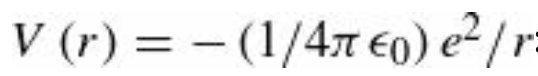 V (r) = − (1/4π ϵ₀) e²/r: